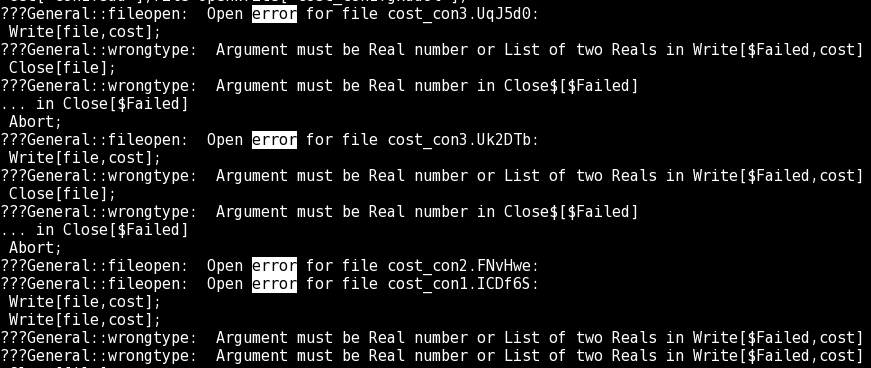 ???General::fileopen:  Open error for file cost_con3.UqJ5d0:
 Write[file,cost];
???General::wrongtype:  Argument must be Real number or List of two Reals in Write[$Failed,cost]
 Close[file];
???General::wrongtype:  Argument must be Real number in Close$[$Failed]
... in Close[$Failed]
 Abort;
???General::fileopen:  Open error for file cost_con3.Uk2DTb:
 Write[file,cost];
???General::wrongtype:  Argument must be Real number or List of two Reals in Write[$Failed,cost]
 Close[file];
???General::wrongtype:  Argument must be Real number in Close$[$Failed]
... in Close[$Failed]
 Abort;
???General::fileopen:  Open error for file cost_con2.FNvHwe:
???General::fileopen:  Open error for file cost_con1.ICDf6S:
 Write[file,cost];
 Write[file,cost];
???General::wrongtype:  Argument must be Real number or List of two Reals in Write[$Failed,cost]
???General::wrongtype:  Argument must be Real number or List of two Reals in Write[$Failed,cost]